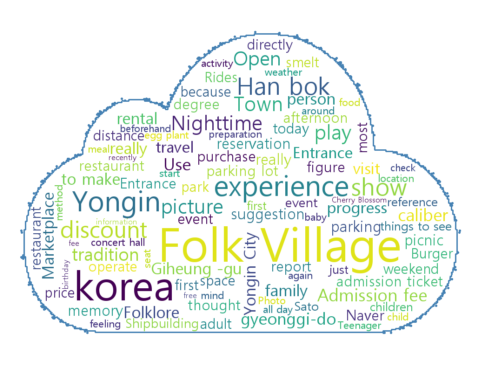 directly
Open smelt
activity weather
Rides
because Han bok
degree Town person food
rental Nighttime afternoon around
beforehand preparation
distance egg plant today play most
meal really travel reservation Entrance
recently purchase really figure
restaurant Use parking lot visit check
start location
to make Entrance park experience show
Yongin picture first event Cherry Blossom reference
method suggestion baby progress caliber
restaurant Marketplace discount event parking things to see
information Folk Village picnic
fee concert hall Burger
tradition seat Yongin City report just weekend
operate Giheung -gu again admission ticket
korea first space family Photo Admission fee
price birthday free mind all day children
memory thought Sato Naver child
feeling Folklore gyeonggi-do
Shipbuilding adult Teenager